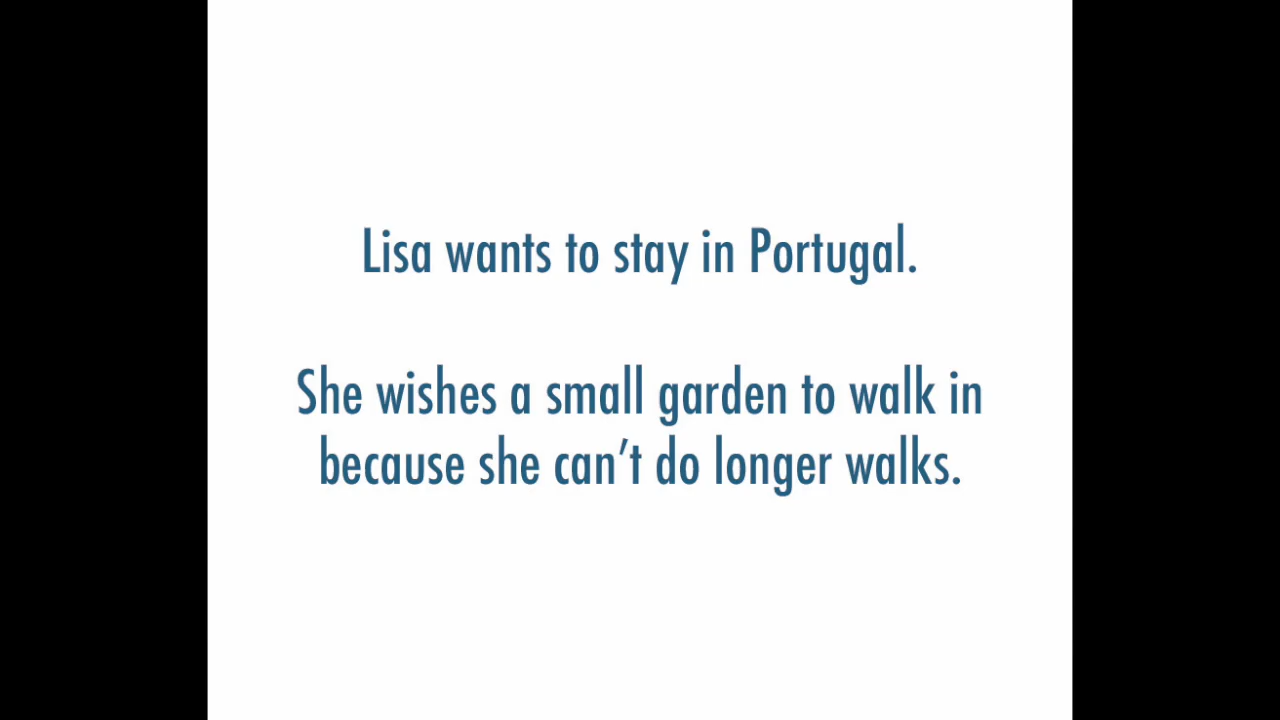 Lisa wants to stay in Portugal.
She wishes a small garden to walk in
because she can’t do longer walks.